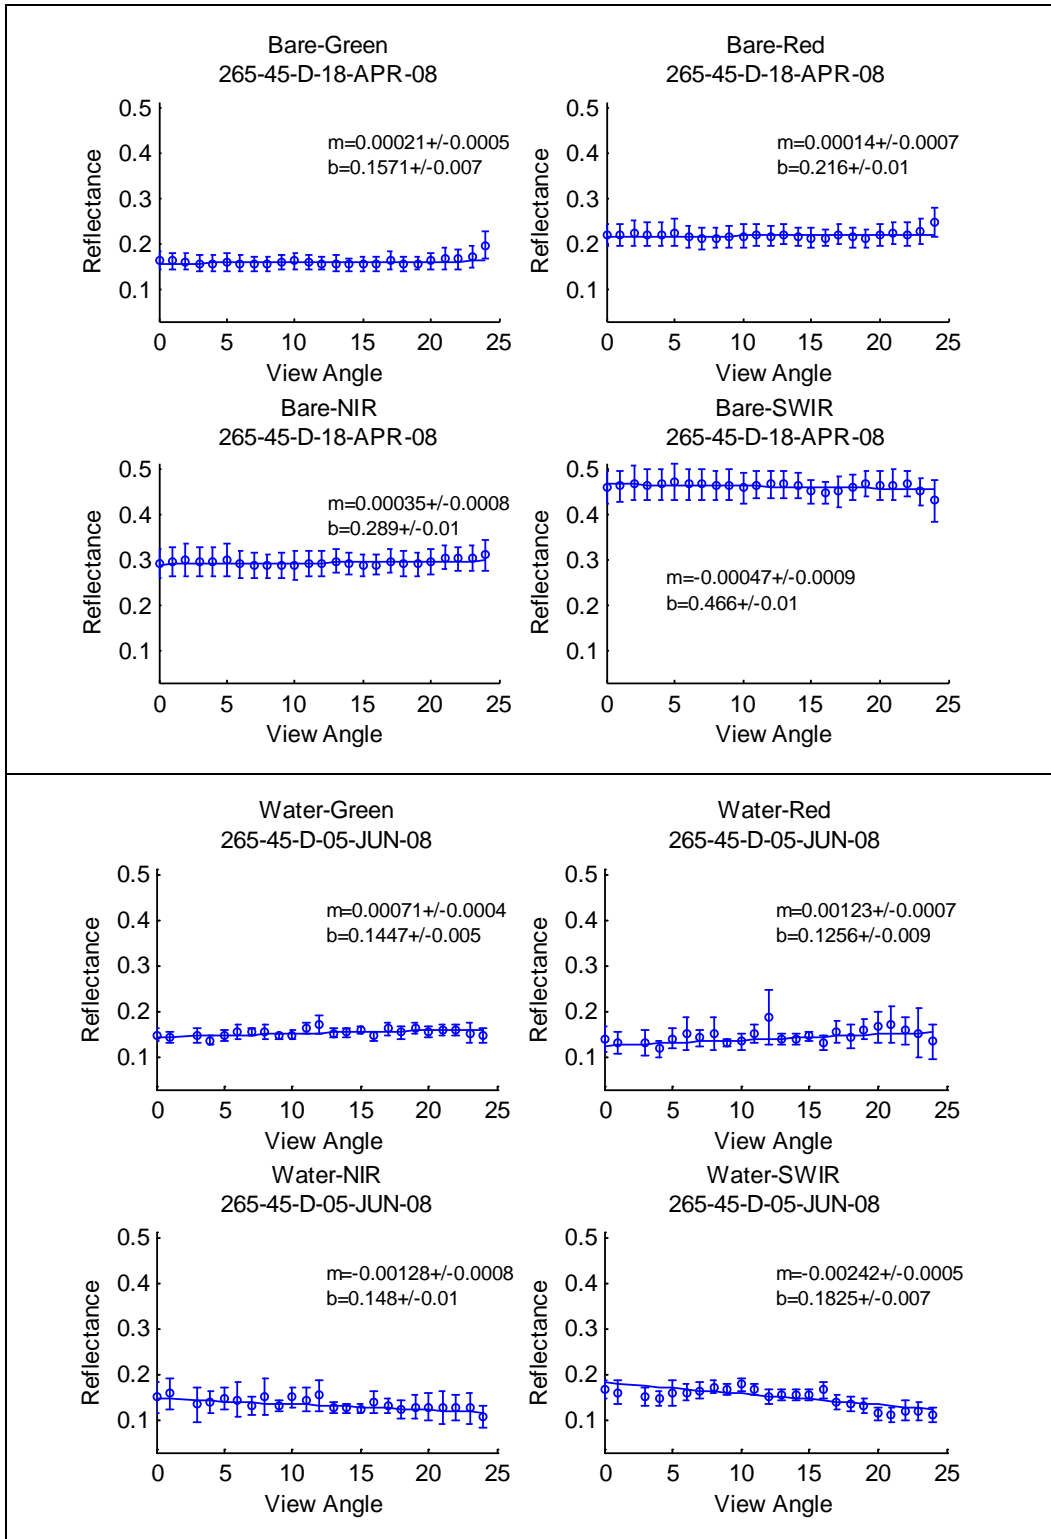 Bare-Green
265-45-D-18-APR-08
0.5
0.4
0.3
0.2
0.1
Reflectance
m=0.00021+/-0.0005
b=0.1571+/-0.007
0 5 10 15 20 25
View Angle
Bare-Red
265-45-D-18-APR-08
0.5
0.4
0.3
0.2
0.1
Reflectance
m=0.00014+/-0.0007
b=0.216+/-0.01
0 5 10 15 20 25
View Angle
Bare-NIR
265-45-D-18-APR-08
0.5
0.4
0.3
0.2
0.1
Reflectance
m=0.00035+/-0.0008
b=0.289+/-0.01
0 5 10 15 20 25
View Angle
Bare-SWIR
265-45-D-18-APR-08
0.5
0.4
0.3
0.2
0.1
Reflectance
m=-0.00047+/-0.0009
b=0.466+/-0.01
0 5 10 15 20 25
View Angle
Water-Green
265-45-D-05-JUN-08
0.5
0.4
0.3
0.2
0.1
Reflectance
m=0.00071+/-0.0004
b=0.1447+/-0.005
0 5 10 15 20 25
View Angle
Water-Red
265-45-D-05-JUN-08
0.5
0.4
0.3
0.2
0.1
Reflectance
m=0.00123+/-0.0007
b=0.1256+/-0.009
0 5 10 15 20 25
View Angle
Water-NIR
265-45-D-05-JUN-08
0.5
0.4
0.3
0.2
0.1
Reflectance
m=-0.00128+/-0.0008
b=0.148+/-0.01
0 5 10 15 20 25
View Angle
Water-SWIR
265-45-D-05-JUN-08
0.5
0.4
0.3
0.2
0.1
Reflectance
m=-0.00242+/-0.0005
b=0.1825+/-0.007
0 5 10 15 20 25
View Angle